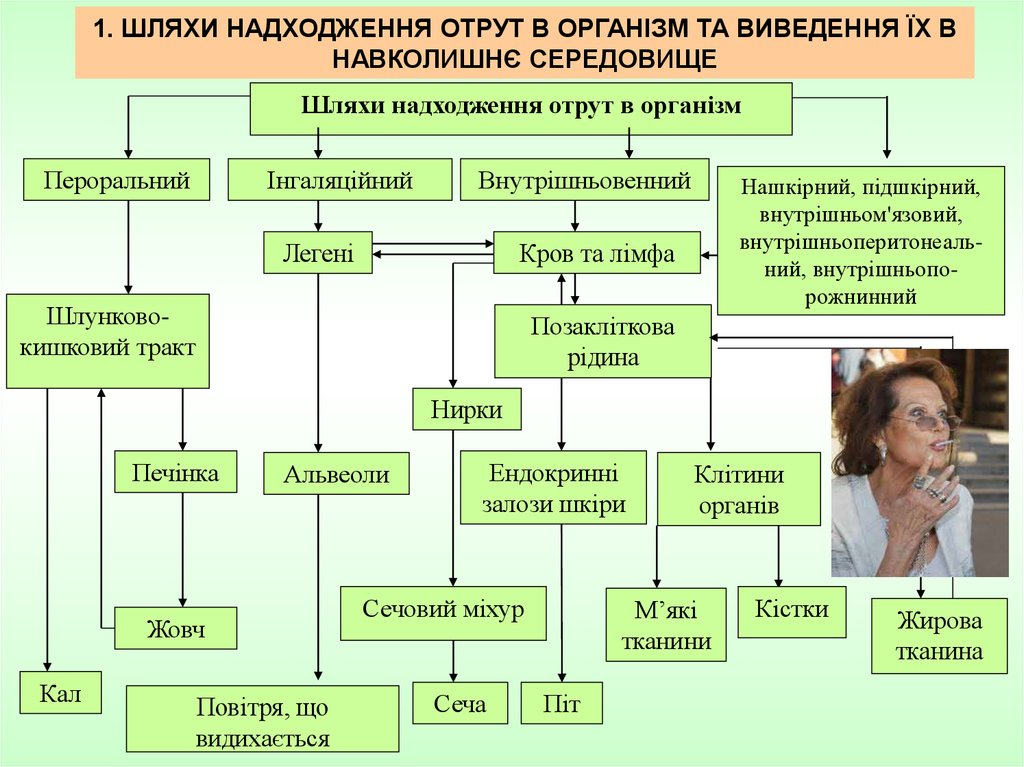 1. ШЛЯХИ НАДХОДЖЕННЯ ОТРУТ В ОРГАНІЗМ ТА ВИВЕДЕННЯ ЇХ В
НАВКОЛИШНЄ СЕРЕДОВИЩЕ
Шляхи надходження отрут в організм
Пероральний
Інгаляційний
Внутрішньовенний
Нашкірний, підшкірний,
внутрішньом'язовий,
внутрішньоперитонеаль-
ний, внутрішньопо-
рожнинний
Легені
Кров та лімфа
Шлунково-
кишковий тракт
Позакліткова
рідина
Нирки
Печінка
Альвеоли
Ендокринні
залози шкіри
Клітини
органів
Жовч
Сечовий міхур
М’які
тканини
Кістки
Жирова
тканина
Кал
Повітря, що
видихається
Сеча
Піт